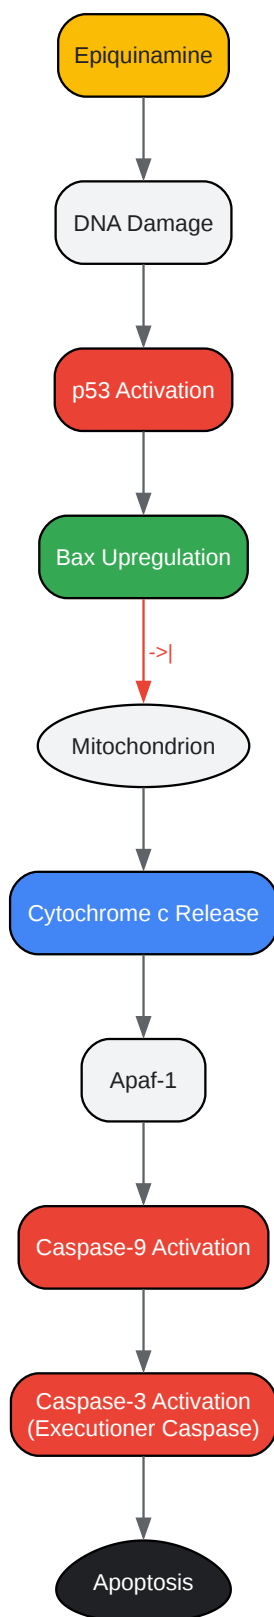 Epiquinamine
DNA Damage
p53 Activation
Bax Upregulation
->|
Mitochondrion
Cytochrome c Release
Apaf-1
Caspase-9 Activation
Caspase-3 Activation
(Executioner Caspase)
Apoptosis